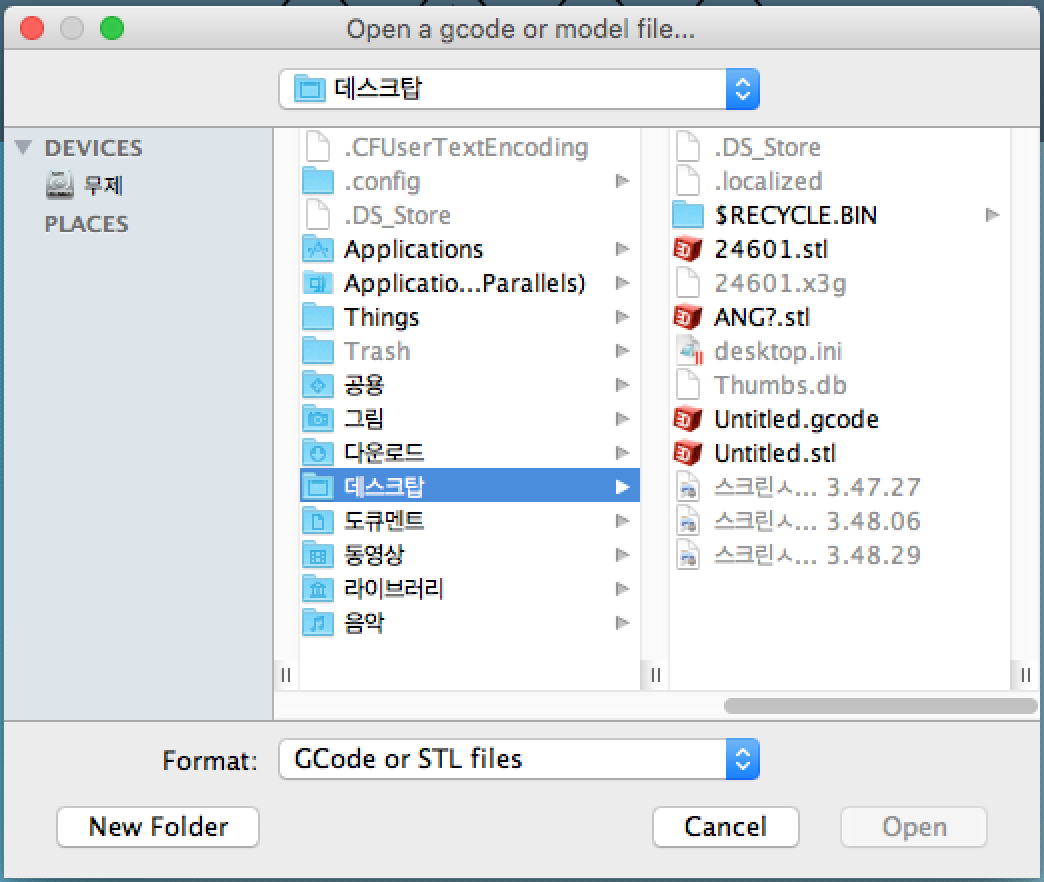 Open a gcode or model file...
데스크탑
DEVICES
무제
PLACES
.CFUserTextEncoding
.config
.DS_Store
Applications
Applicatio...Parallels)
Things
Trash
공용
그림
다운로드
데스크탑
도큐멘트
동영상
라이브러리
음악
.DS_Store
.localized
$RECYCLE.BIN
24601.stl
24601.x3g
ANG?.stl
desktop.ini
Thumbs.db
Untitled.gcode
Untitled.stl
스크린ㅅ... 3.47.27
스크린ㅅ... 3.48.06
스크린ㅅ... 3.48.29
Format:
GCode or STL files
New Folder
Cancel
Open